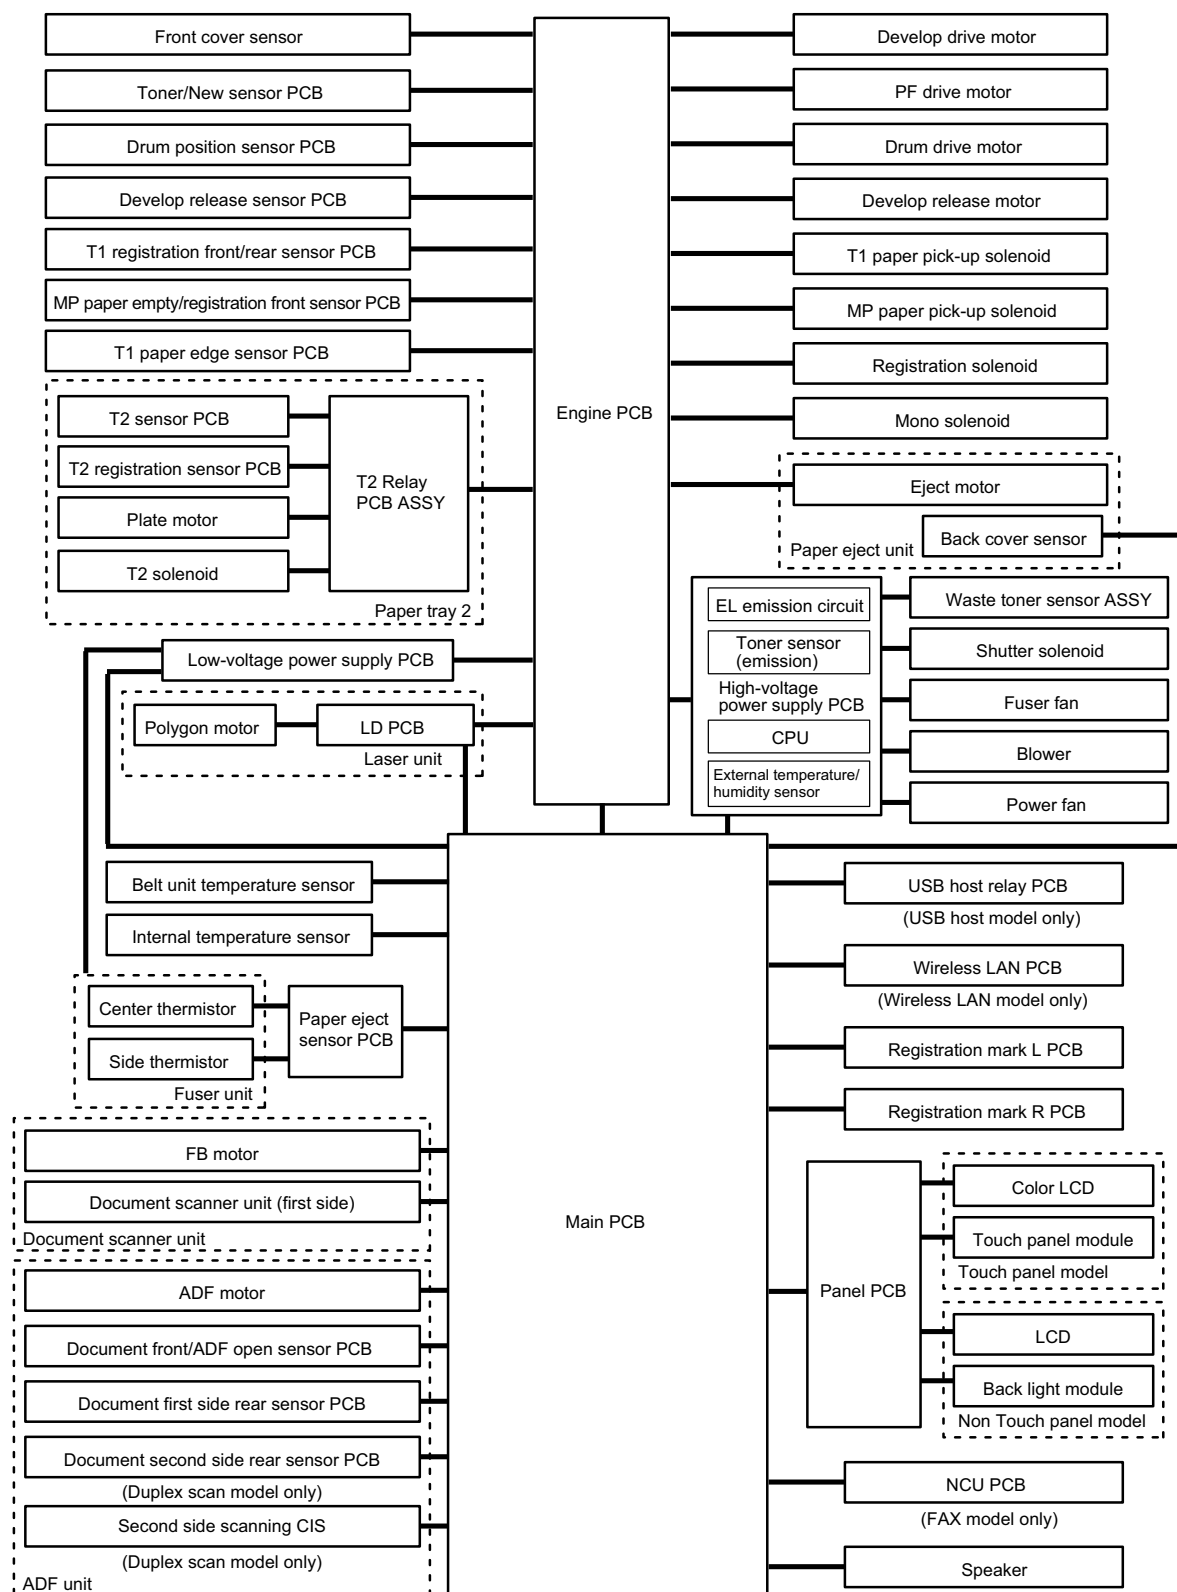 Front cover sensor
Toner/New sensor PCB
Drum position sensor PCB
Develop release sensor PCB
T1 registration front/rear sensor PCB
MP paper empty/registration front sensor PCB
T1 paper edge sensor PCB
T2 sensor PCB
T2 registration sensor PCB
Plate motor
T2 solenoid
T2 Relay
PCB ASSY
Paper tray 2
Low-voltage power supply PCB
Polygon motor
LD PCB
Laser unit
Engine PCB
Develop drive motor
PF drive motor
Drum drive motor
Develop release motor
T1 paper pick-up solenoid
MP paper pick-up solenoid
Registration solenoid
Mono solenoid
Eject motor
Back cover sensor
Paper eject unit
EL emission circuit
Toner sensor
(emission)
High-voltage
power supply PCB
CPU
External temperature/
humidity sensor
Waste toner sensor ASSY
Shutter solenoid
Fuser fan
Blower
Power fan
Belt unit temperature sensor
Internal temperature sensor
Center thermistor
Side thermistor
Fuser unit
Paper eject
sensor PCB
FB motor
Document scanner unit (first side)
Document scanner unit
ADF motor
Document front/ADF open sensor PCB
Document first side rear sensor PCB
Document second side rear sensor PCB
(Duplex scan model only)
Second side scanning CIS
(Duplex scan model only)
ADF unit
Main PCB
USB host relay PCB
(USB host model only)
Wireless LAN PCB
(Wireless LAN model only)
Registration mark L PCB
Registration mark R PCB
Panel PCB
Color LCD
Touch panel module
Touch panel model
LCD
Back light module
Non Touch panel model
NCU PCB
(FAX model only)
Speaker